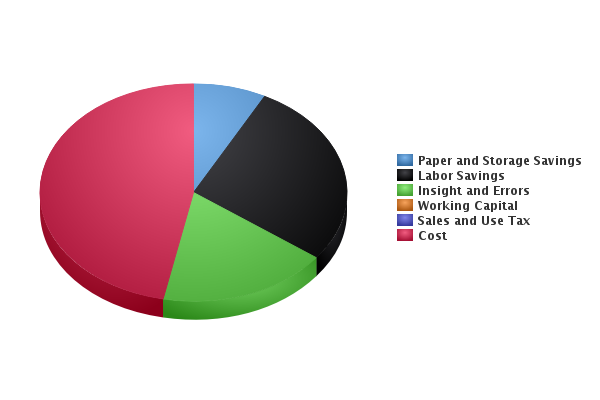 Paper and Storage Savings
Labor Savings
Insight and Errors
Working Capital
Sales and Use Tax
Cost